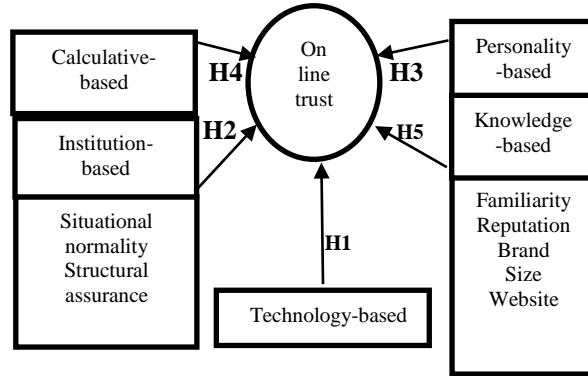 Calculative-
based
H4
Institution-
based
H2
Situational
normality
Structural
assurance
On
line
trust
H1
Technology-based
H3
Personality
-based
H5
Knowledge
-based
Familiarity
Reputation
Brand
Size
Website